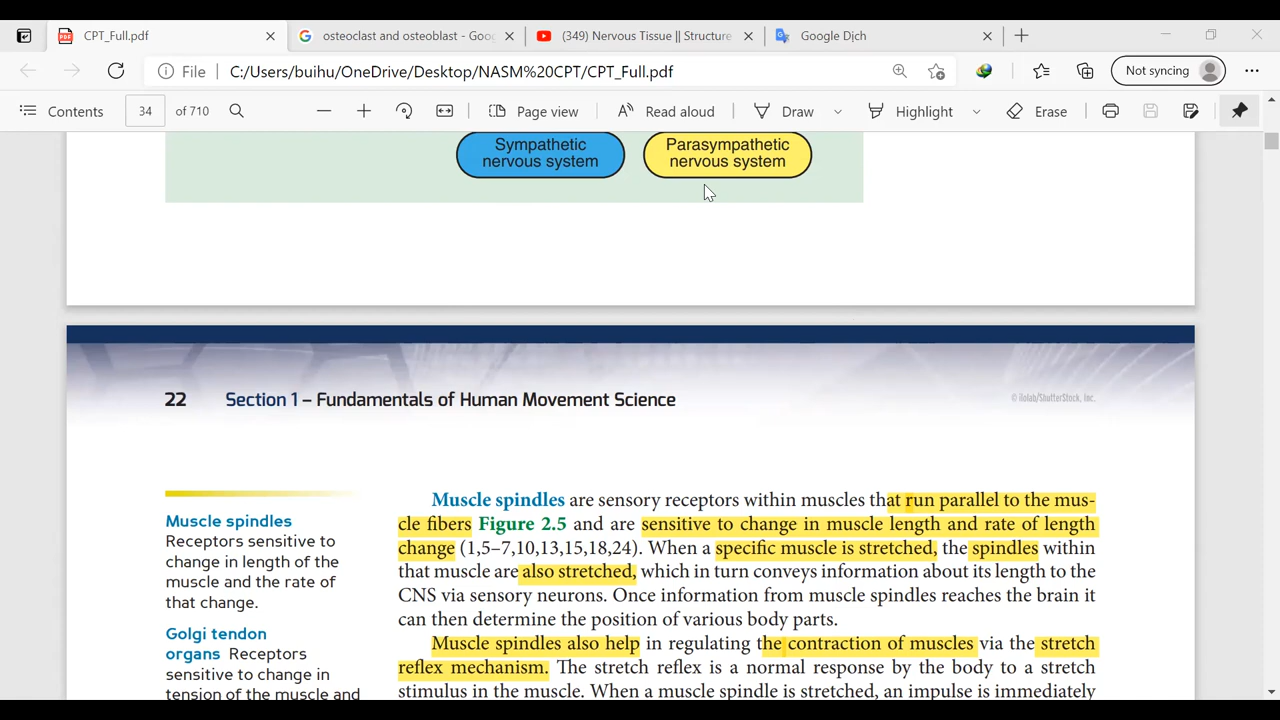 CPT_Full.pdf
osteoclast and osteoblast - Goog
(349) Nervous Tissue || Structure
Google Dịch
File
C:/Users/buihu/OneDrive/Desktop/NASM%20CPT/CPT_Full.pdf
Not syncing
Contents
34
of 710
Page view
Read aloud
Draw
Highlight
Erase
Sympathetic
nervous system
Parasympathetic
nervous system
22 Section 1 – Fundamentals of Human Movement Science
© ilolab/ShutterStock, Inc.
Muscle spindles
Receptors sensitive to
change in length of the
muscle and the rate of
that change.
Golgi tendon
organs Receptors
sensitive to change in
tension of the muscle and
Muscle spindles are sensory receptors within muscles that run parallel to the mus-
cle fibers Figure 2.5 and are sensitive to change in muscle length and rate of length
change (1,5–7,10,13,15,18,24). When a specific muscle is stretched, the spindles within
that muscle are also stretched, which in turn conveys information about its length to the
CNS via sensory neurons. Once information from muscle spindles reaches the brain it
can then determine the position of various body parts.
Muscle spindles also help in regulating the contraction of muscles via the stretch
reflex mechanism. The stretch reflex is a normal response by the body to a stretch
stimulus in the muscle. When a muscle spindle is stretched, an impulse is immediately